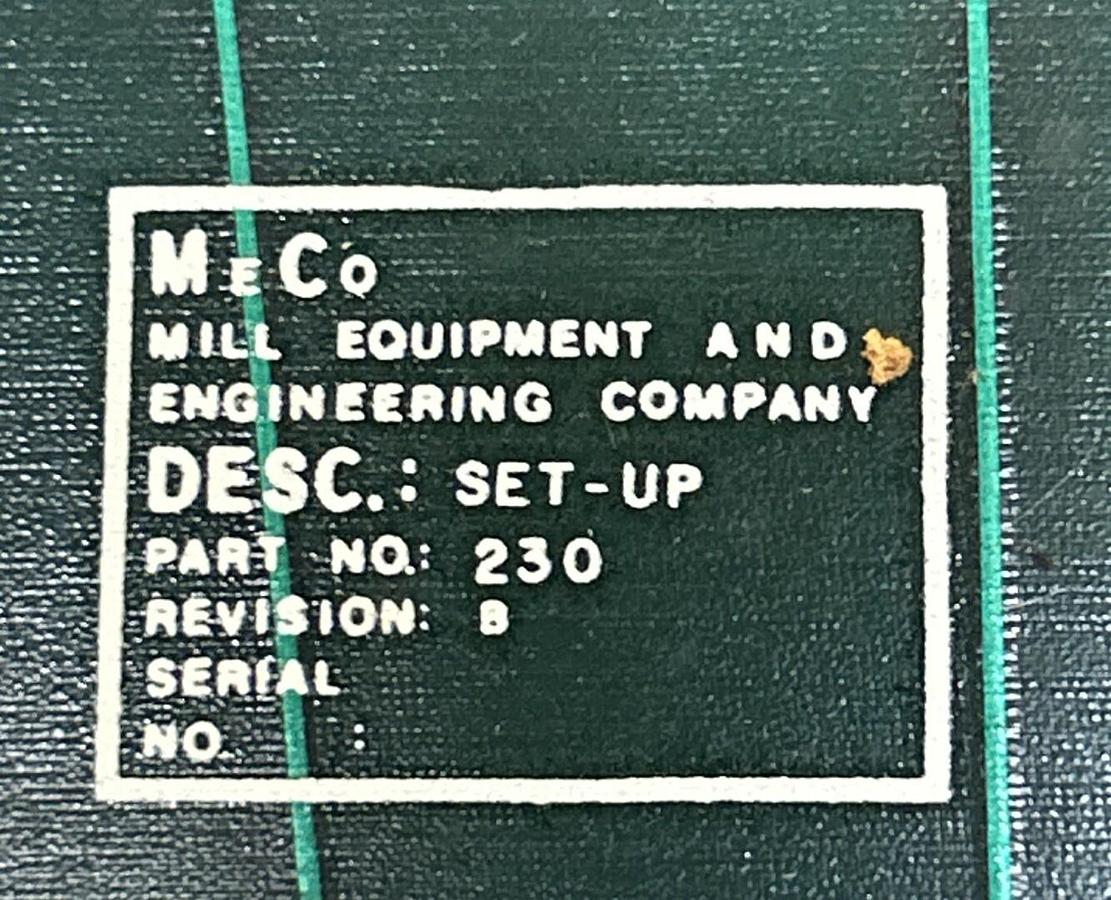 MECO
MILL EQUIPMENT AND
ENGINEERING COMPANY
DESC.: SET-UP
PART NO.: 230
REVISION: B
SERIAL
NO :